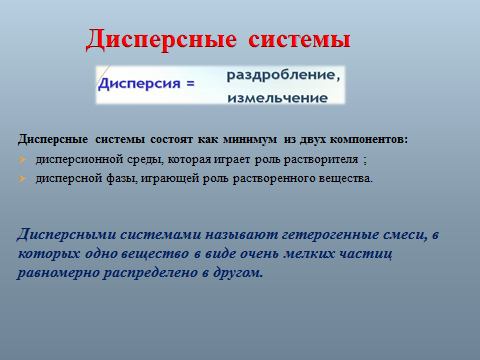 Дисперсные системы
Дисперсия = раздробление,
измельчение
Дисперсные системы состоят как минимум из двух компонентов:
дисперсионной среды, которая играет роль растворителя ;
дисперсной фазы, играющей роль растворенного вещества.
Дисперсными системами называют гетерогенные смеси, в
которых одно вещество в виде очень мелких частиц
равномерно распределено в другом.